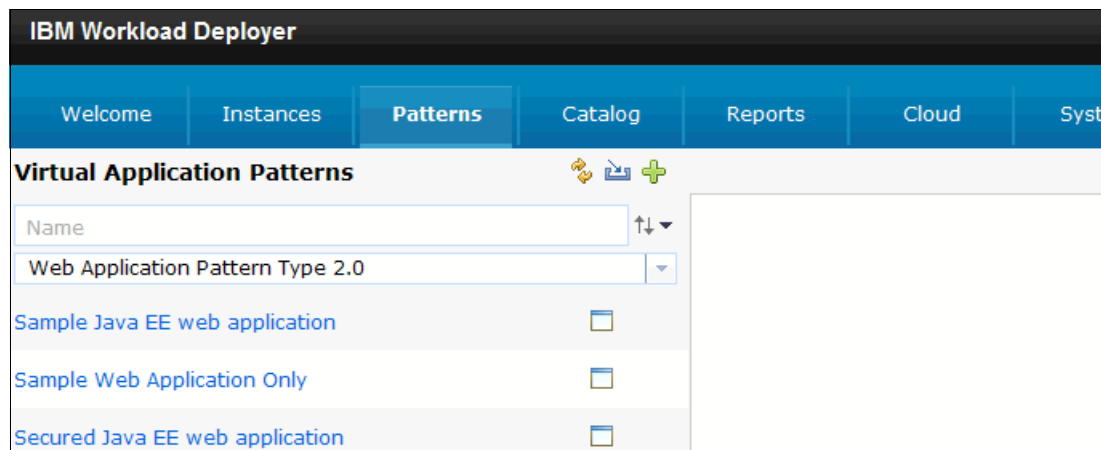 IBM Workload Deployer
Welcome Instances Patterns Catalog Reports Cloud Syst
Virtual Application Patterns
Name
Web Application Pattern Type 2.0
Sample Java EE web application
Sample Web Application Only
Secured Java EE web application